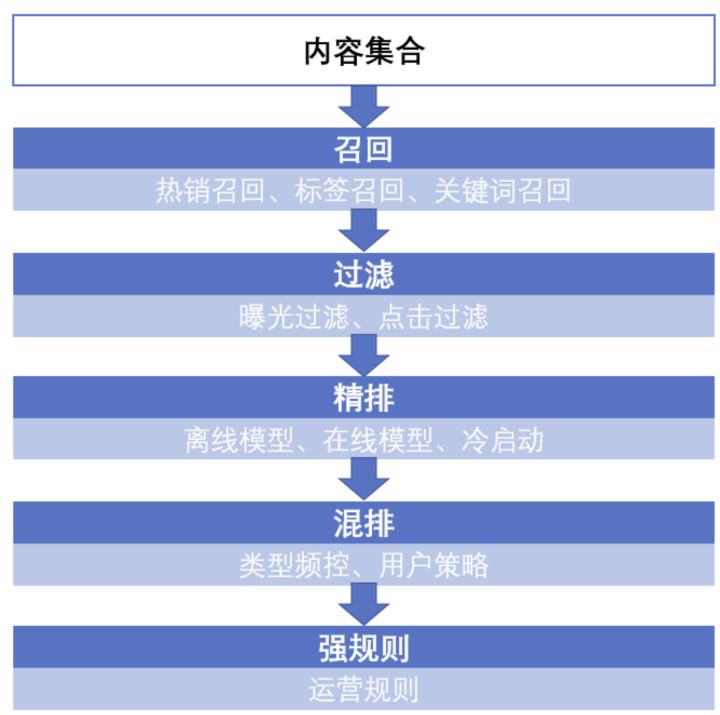 内容集合
召回
热销召回、标签召回、关键词召回
过滤
曝光过滤、点击过滤
精排
离线模型、在线模型、冷启动
混排
类型频控、用户策略
强规则
运营规则